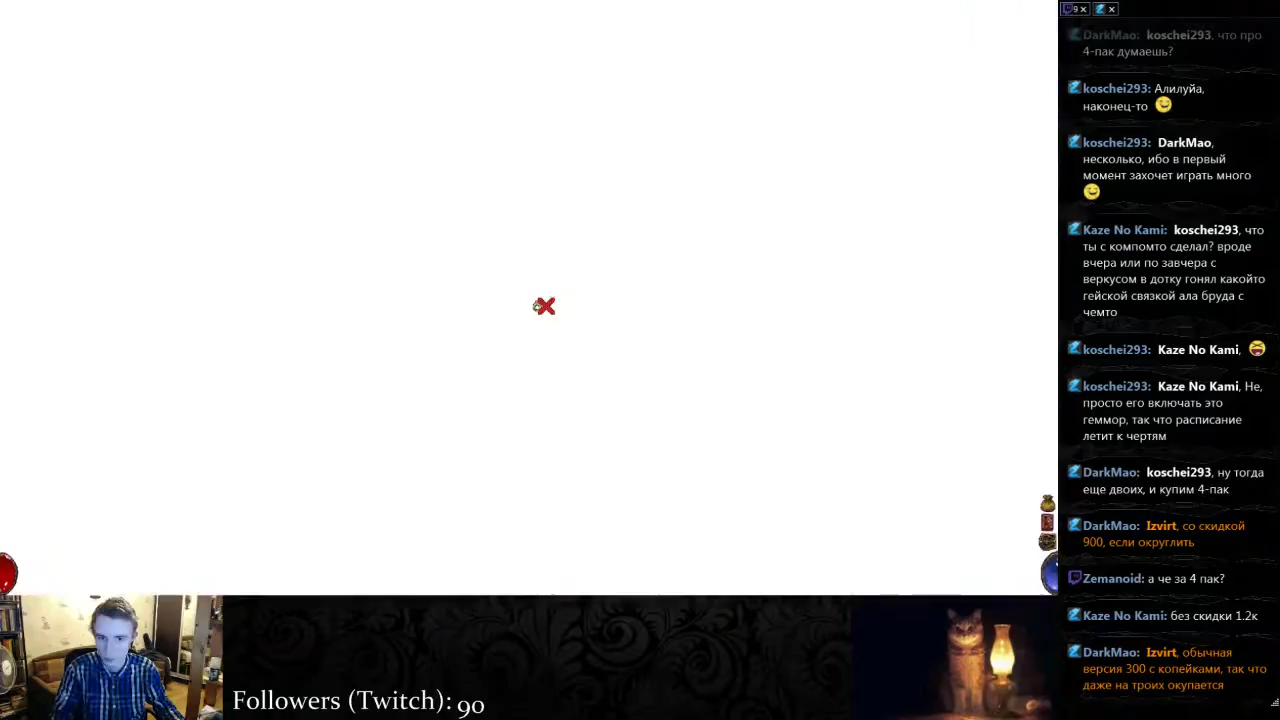 9 ×
×
DarkMao: koschei293, что про
4-пак думаешь?
koschei293: Алилуйа,
наконец-то
koschei293: DarkMao,
несколько, ибо в первый
момент захочет играть много
Kaze No Kami: koschei293, что
ты с компомто сделал? вроде
вчера или по завчера с
веркусом в дотку гонял какойто
гейской связкой ала бруда с
чемто
koschei293: Kaze No Kami,
koschei293: Kaze No Kami, Не,
просто его включать это
геммор, так что расписание
летит к чертям
DarkMao: koschei293, ну тогда
еще двоих, и купим 4-пак
DarkMao: Izvirt, со скидкой
900, если округлить
Zemanoid: а че за 4 пак?
Kaze No Kami: без скидки 1.2к
DarkMao: Izvirt, обычная
версия 300 с копейками, так что
даже на троих окупается
Followers (Twitch): 90